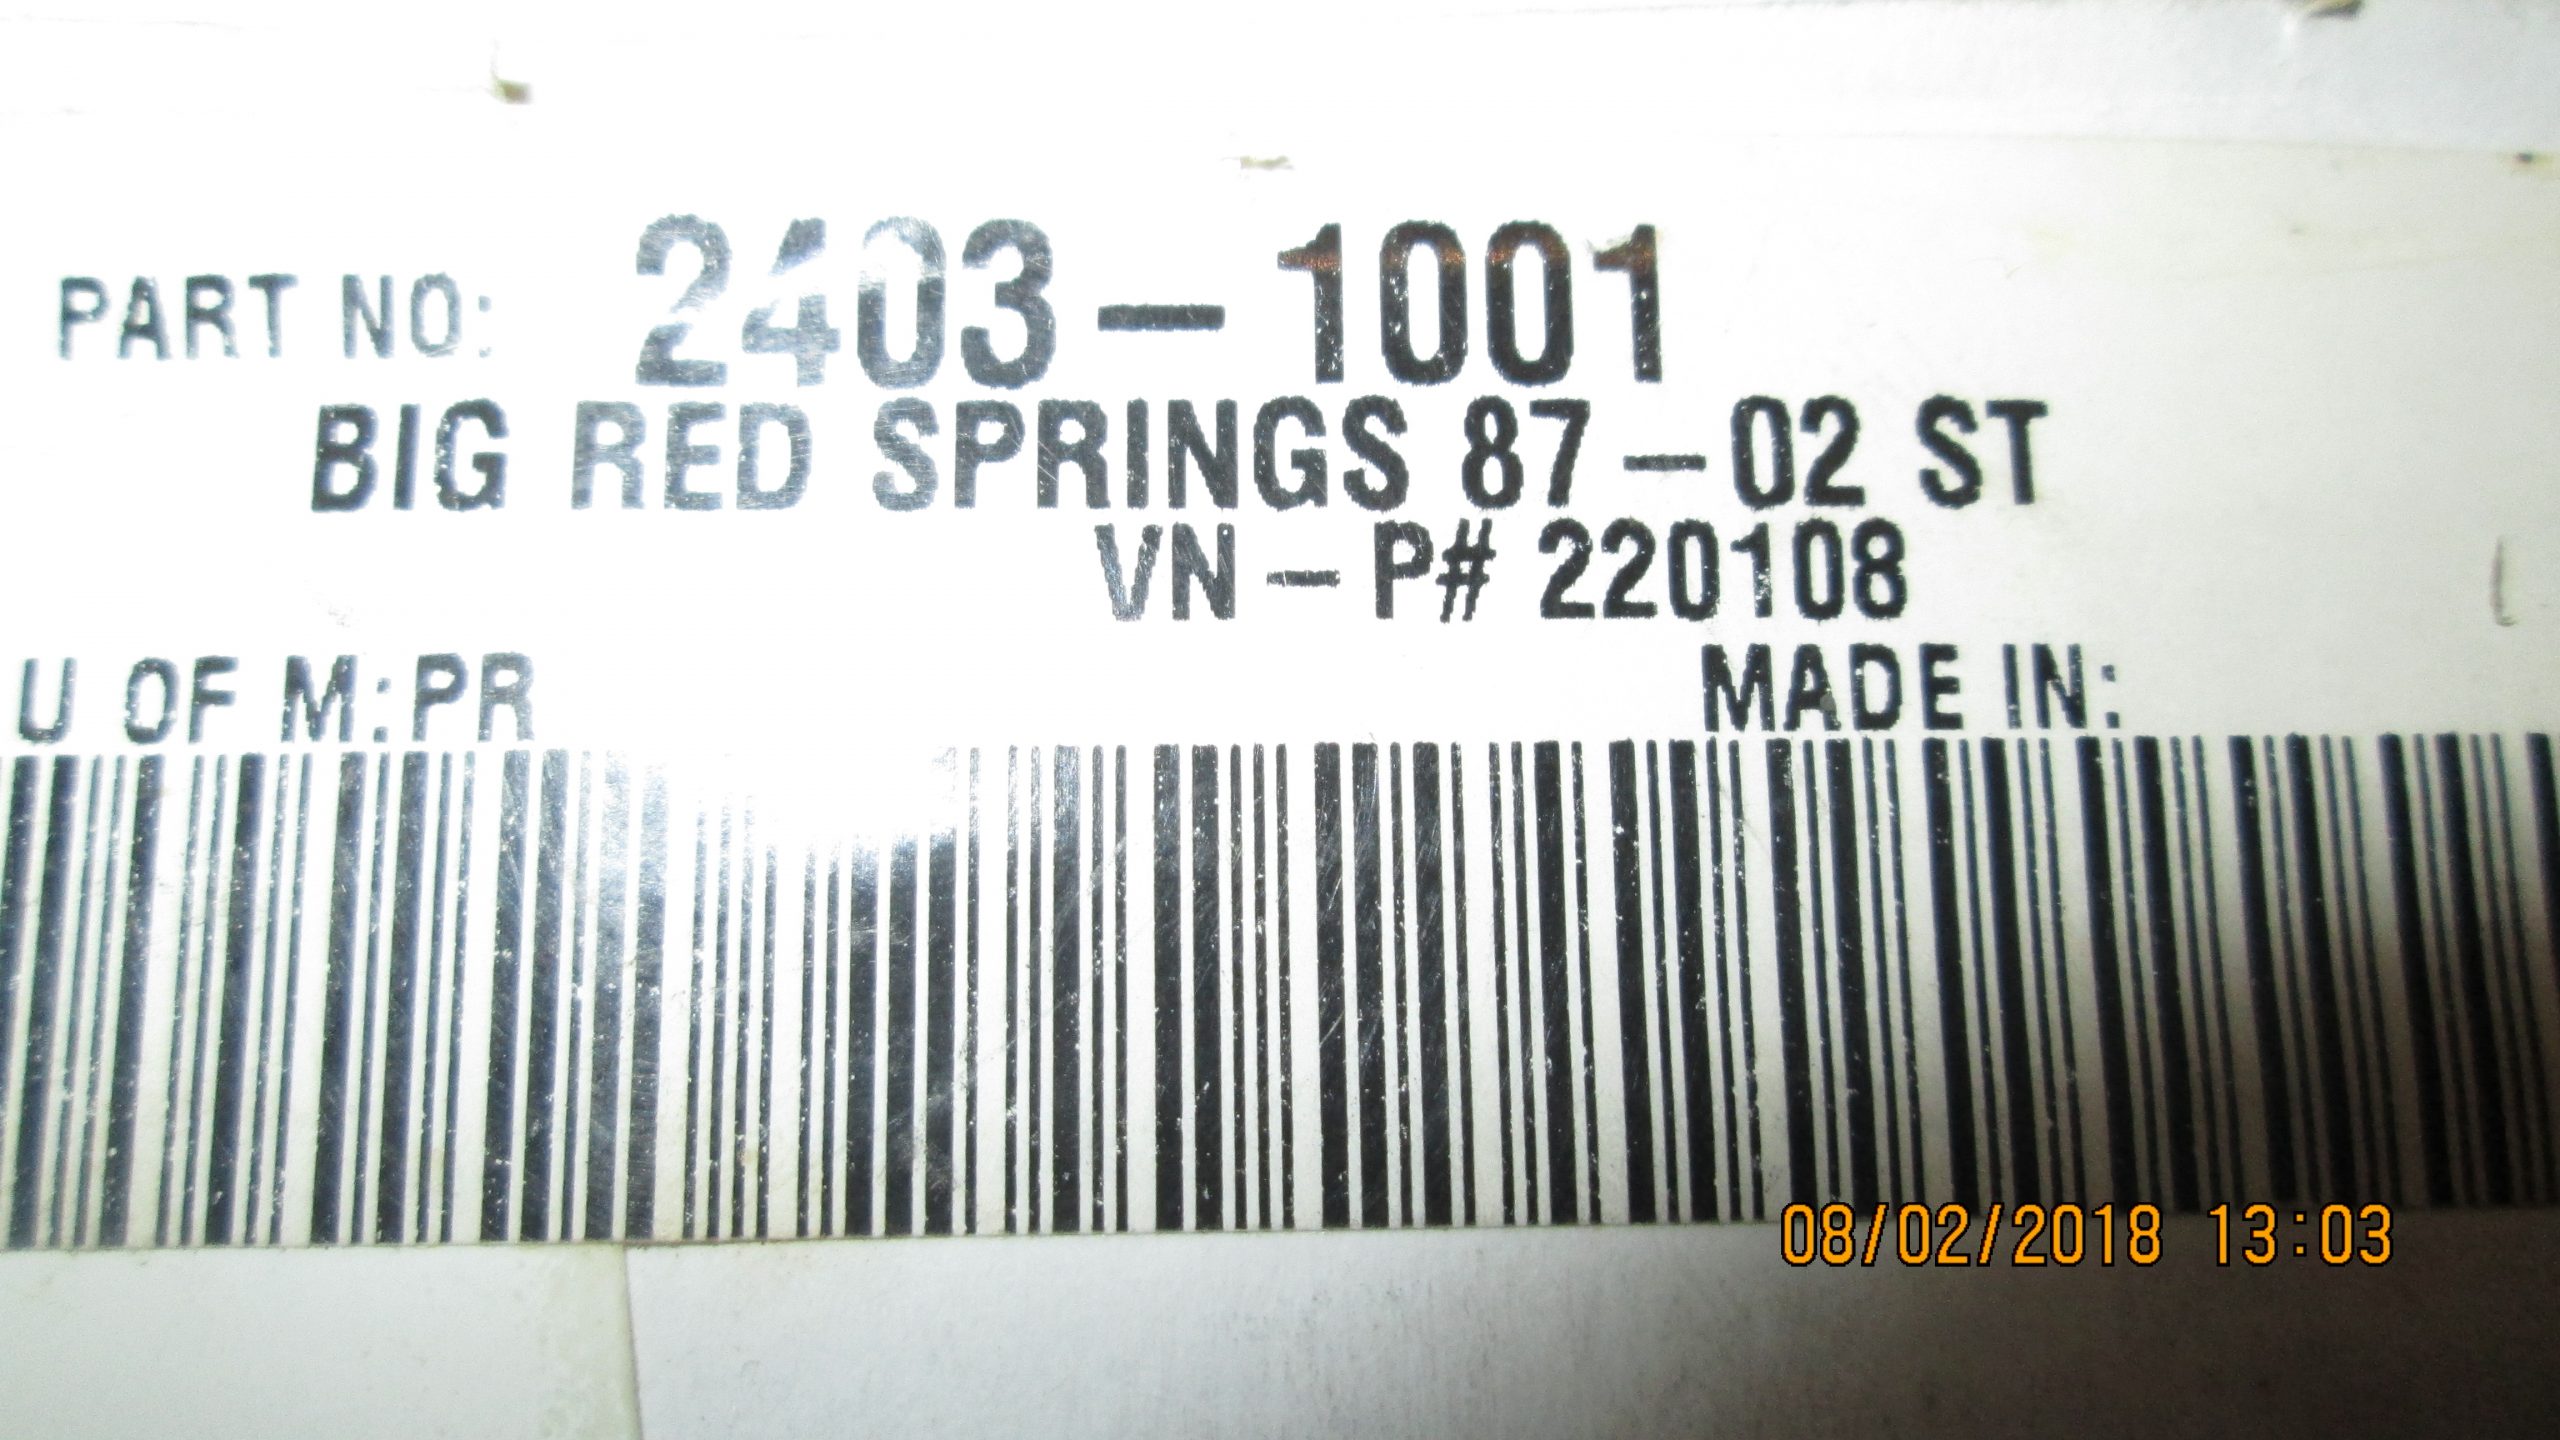 PART NO: 2403-1001
BIG RED SPRINGS 87-02 ST
VN-P# 220108
U OF M:PR MADE IN:
08/02/2018 13:03